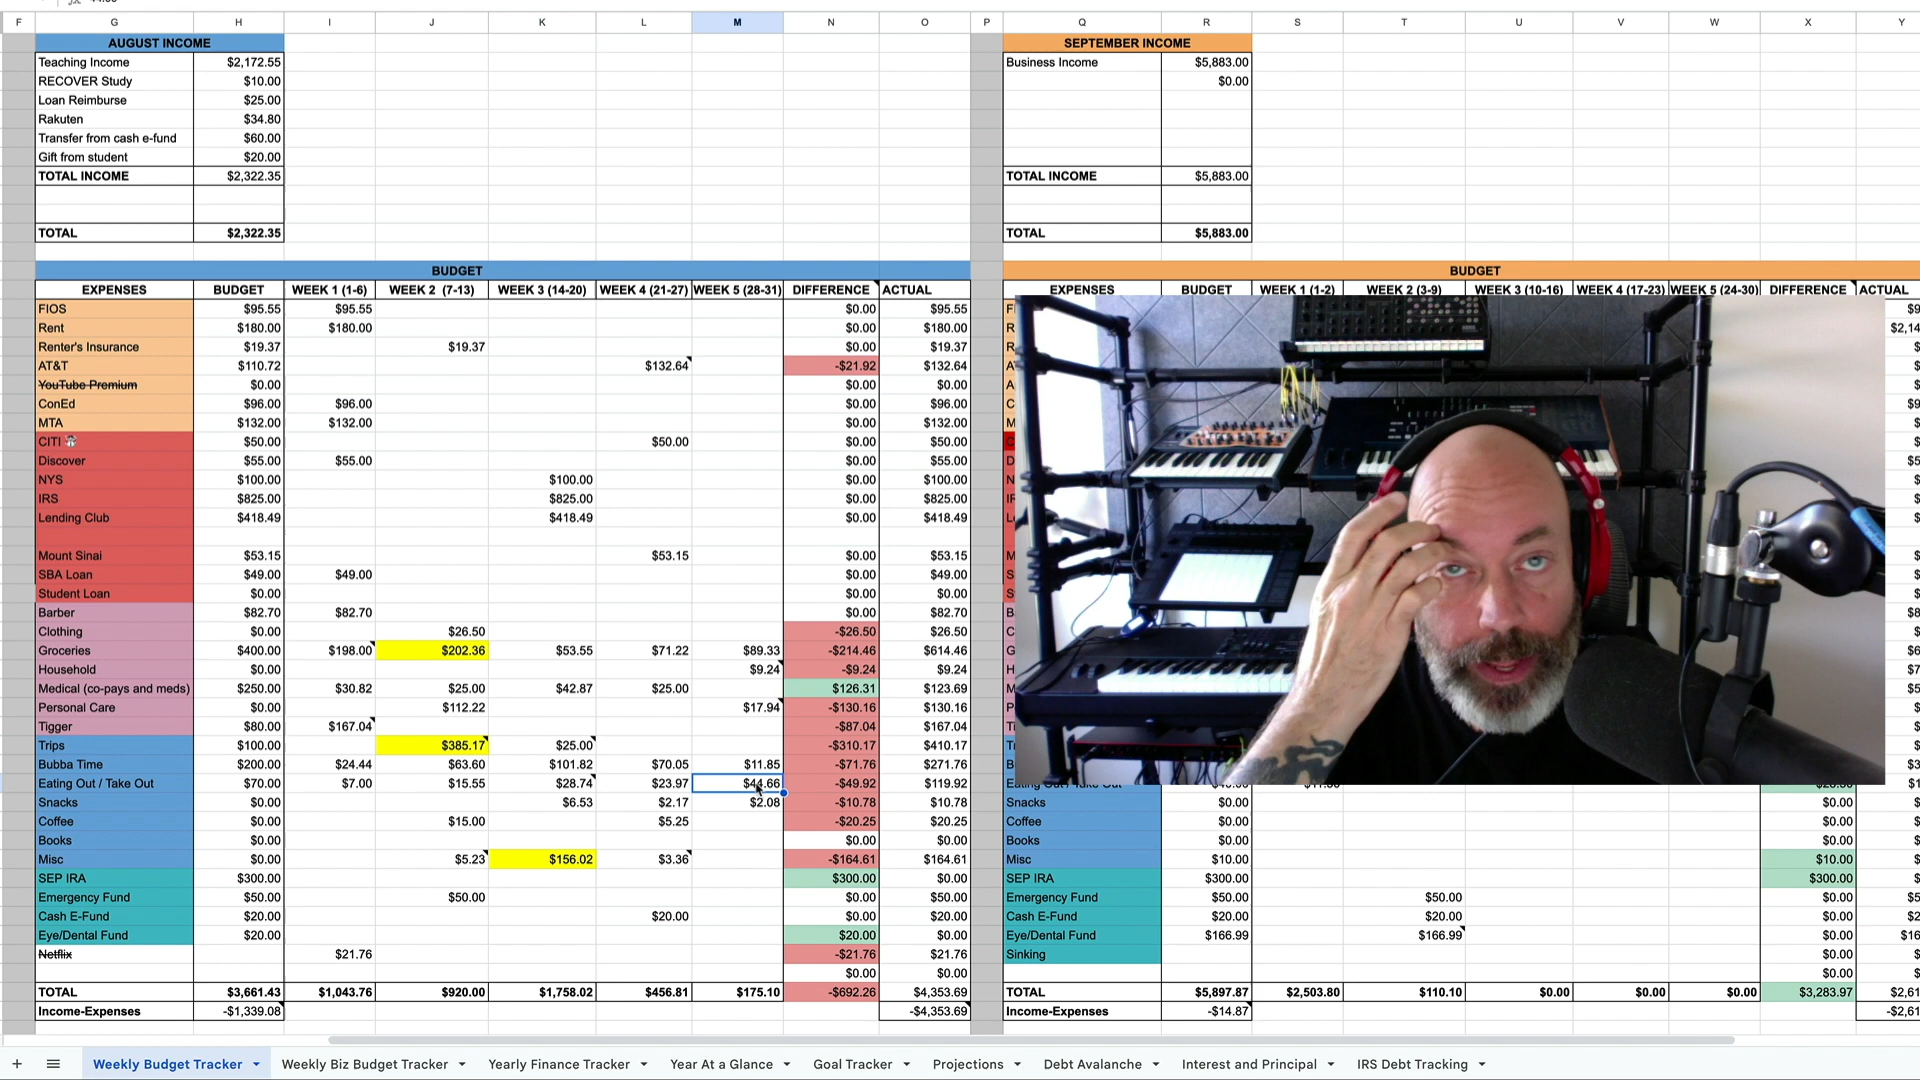 F G H I J K L M N O P Q R S T U V W X Y
AUGUST INCOME
Teaching Income $2,172.55
RECOVER Study $10.00
Loan Reimburse $25.00
Rakuten $34.80
Transfer from cash e-fund $60.00
Gift from student $20.00
TOTAL INCOME $2,322.35
TOTAL $2,322.35
SEPTEMBER INCOME
Business Income $5,883.00
$0.00
TOTAL INCOME $5,883.00
TOTAL $5,883.00
BUDGET
EXPENSES BUDGET WEEK 1 (1-6) WEEK 2 (7-13) WEEK 3 (14-20) WEEK 4 (21-27) WEEK 5 (28-31) DIFFERENCE ACTUAL
FIOS $95.55 $95.55 $0.00 $95.55
Rent $180.00 $180.00 $0.00 $180.00
Renter's Insurance $19.37 $19.37 $0.00 $19.37
AT&T $110.72 $132.64 -$21.92 $132.64
YouTube Premium $0.00 $0.00 $0.00
ConEd $96.00 $96.00 $0.00 $96.00
MTA $132.00 $132.00 $0.00 $132.00
CITI $50.00 $50.00 $0.00 $50.00
Discover $55.00 $55.00 $0.00 $55.00
NYS $100.00 $100.00 $0.00 $100.00
IRS $825.00 $825.00 $0.00 $825.00
Lending Club $418.49 $418.49 $0.00 $418.49
Mount Sinai $53.15 $53.15 $0.00 $53.15
SBA Loan $49.00 $49.00 $0.00 $49.00
Student Loan $0.00 $0.00 $0.00
Barber $82.70 $82.70 $0.00 $82.70
Clothing $0.00 $26.50 -$26.50 $26.50
Groceries $400.00 $198.00 $202.36 $53.55 $71.22 $89.33 -$214.46 $614.46
Household $0.00 $9.24 -$9.24 $9.24
Medical (co-pays and meds) $250.00 $30.82 $25.00 $42.87 $25.00 $126.31 $123.69
Personal Care $0.00 $112.22 $17.94 -$130.16 $130.16
Tigger $80.00 $167.04 -$87.04 $167.04
Trips $100.00 $385.17 $25.00 -$310.17 $410.17
Bubba Time $200.00 $24.44 $63.60 $101.82 $70.05 $11.85 -$71.76 $271.76
Eating Out / Take Out $70.00 $7.00 $15.55 $28.74 $23.97 $44.66 -$49.92 $119.92
Snacks $0.00 $6.53 $2.17 $2.08 -$10.78 $10.78
Coffee $0.00 $15.00 $5.25 -$20.25 $20.25
Books $0.00 $0.00 $0.00
Misc $0.00 $5.23 $156.02 $3.36 -$164.61 $164.61
SEP IRA $300.00 $300.00 $0.00
Emergency Fund $50.00 $50.00 $0.00 $50.00
Cash E-Fund $20.00 $20.00 $0.00 $20.00
Eye/Dental Fund $20.00 $20.00 $0.00
Netflix $21.76 -$21.76 $21.76
$0.00 $0.00
TOTAL $3,661.43 $1,043.76 $920.00 $1,758.02 $456.81 $175.10 -$692.26 $4,353.69
Income-Expenses -$1,339.08 -$4,353.69
BUDGET
EXPENSES BUDGET WEEK 1 (1-2) WEEK 2 (3-9) WEEK 3 (10-16) WEEK 4 (17-23) WEEK 5 (24-30) DIFFERENCE ACTUAL
Snacks $0.00 $0.00
Coffee $0.00 $0.00
Books $0.00 $0.00
Misc $10.00 $10.00
SEP IRA $300.00 $300.00
Emergency Fund $50.00 $50.00 $0.00
Cash E-Fund $20.00 $20.00 $0.00
Eye/Dental Fund $166.99 $166.99 $0.00
Sinking $0.00
$0.00
TOTAL $5,897.87 $2,503.80 $110.10 $0.00 $0.00 $0.00 $3,283.97
Income-Expenses -$14.87
Weekly Budget Tracker Weekly Biz Budget Tracker Yearly Finance Tracker Year At a Glance Goal Tracker Projections Debt Avalanche Interest and Principal IRS Debt Tracking